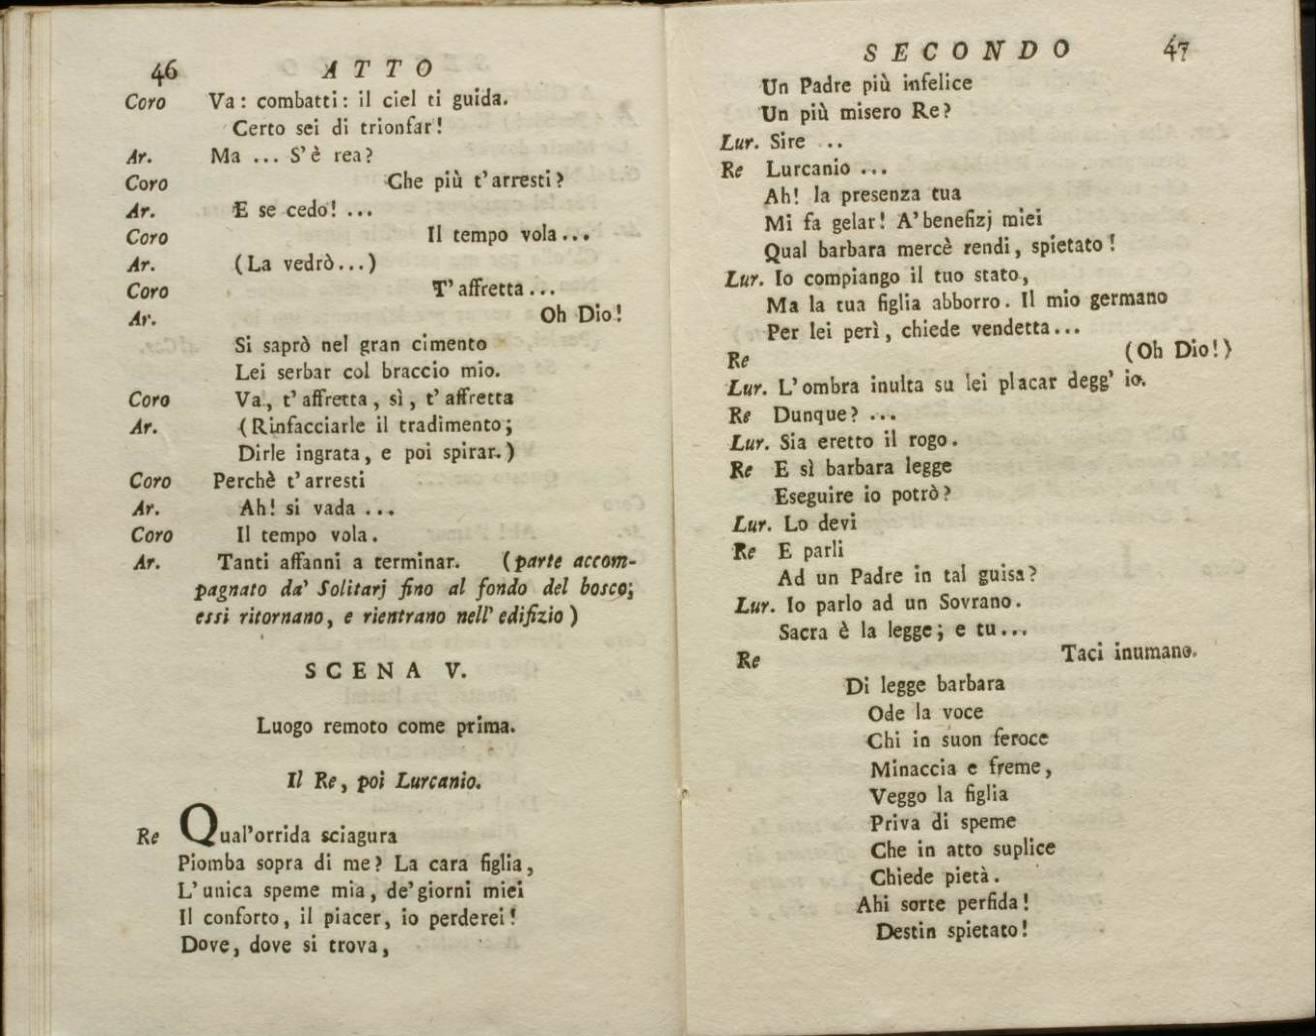 46 ATTO
Coro Va: combatti: il ciel ti guida.
Certo sei di trionfar!
Ar. Ma ... S'è rea?
Coro Che più t'arresti?
Ar. E se cedo! ...
Coro Il tempo vola...
Ar. (La vedrò...)
Coro T'affretta...
Ar. Oh Dio!
Si saprò nel gran cimento
Lei serbar col braccio mio.
Coro Va, t'affretta, sì, t'affretta
Ar. (Rinfacciarle il tradimento;
Dirle ingrata, e poi spirar.)
Coro Perchè t'arresti
Ar. Ah! si vada ...
Coro Il tempo vola.
Ar. Tanti affanni a terminar. (parte accom-
pagnato da' Solitarj fino al fondo del bosco;
essi ritornano, e rientrano nell' edifizio)
SCENA V.
Luogo remoto come prima.
Il Re, poi Lurcanio.
Re Qual'orrida sciagura
Piomba sopra di me? La cara figlia,
L'unica speme mia, de'giorni miei
Il conforto, il piacer, io perderei!
Dove, dove si trova,
SECONDO 47
Un Padre più infelice
Un più misero Re?
Lur. Sire ..
Re Lurcanio ...
Ah! la presenza tua
Mi fa gelar! A'benefizj miei
Qual barbara mercè rendi, spietato!
Lur. Io compiango il tuo stato,
Ma la tua figlia abborro. Il mio germano
Per lei perì, chiede vendetta...
Re (Oh Dio!)
Lur. L'ombra inulta su lei placar degg' io.
Re Dunque? ...
Lur. Sia eretto il rogo.
Re E sì barbara legge
Eseguire io potrò?
Lur. Lo devi
Re E parli
Ad un Padre in tal guisa?
Lur. Io parlo ad un Sovrano.
Sacra è la legge; e tu...
Re Taci inumano.
Di legge barbara
Ode la voce
Chi in suon feroce
Minaccia e freme,
Veggo la figlia
Priva di speme
Che in atto suplice
Chiede pietà.
Ahi sorte perfida!
Destin spietato!